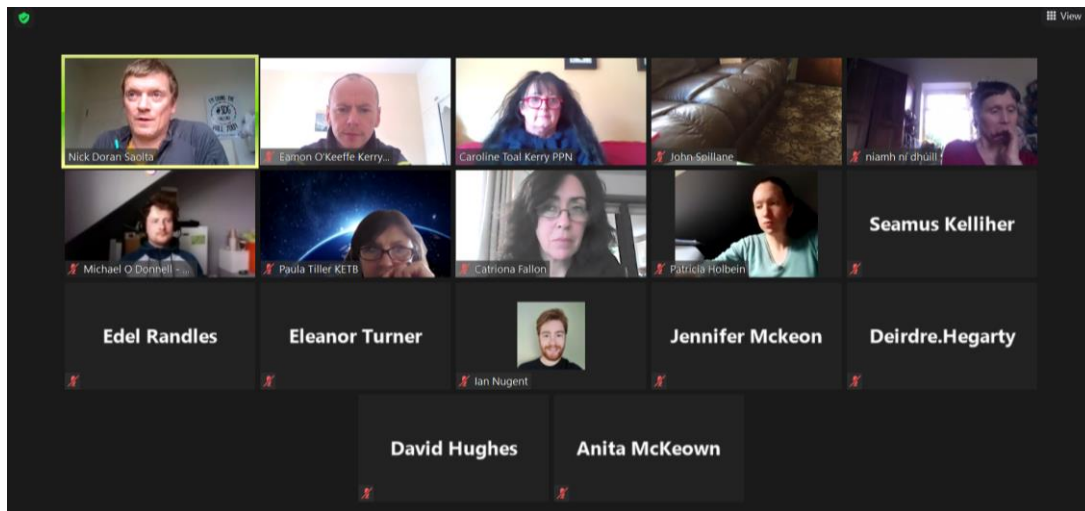 View
Nick Doran Saolta
Eamon O'Keeffe Kerry...
Caroline Toal Kerry PPN
John Spillane
niamh ní dhúill
Michael O Donnell - ...
Paula Tiller KETB
Catriona Fallon
Patricia Holbein
Seamus Kelliher
Edel Randles
Eleanor Turner
Ian Nugent
Jennifer Mckeon
Deirdre.Hegarty
David Hughes
Anita McKeown